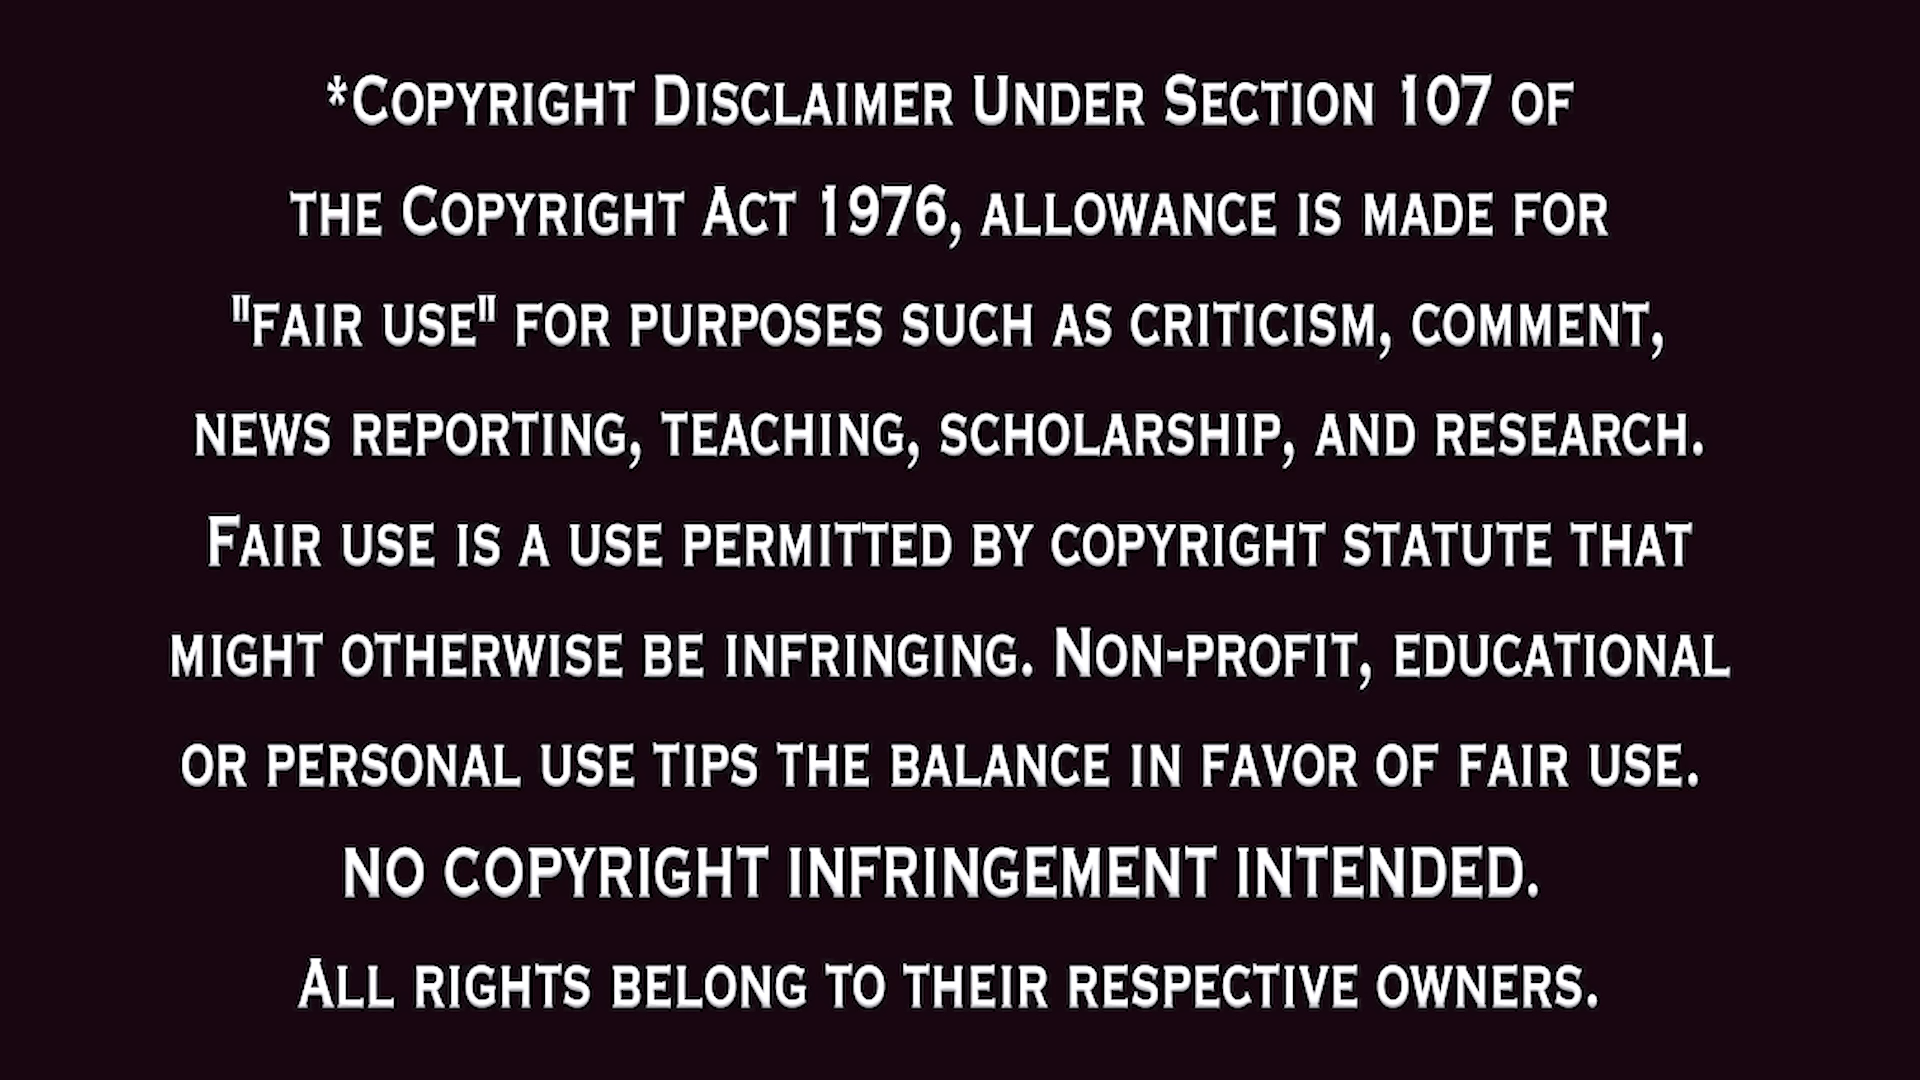 *Copyright Disclaimer Under Section 107 of
the Copyright Act 1976, allowance is made for
"fair use" for purposes such as criticism, comment,
news reporting, teaching, scholarship, and research.
Fair use is a use permitted by copyright statute that
might otherwise be infringing. Non-profit, educational
or personal use tips the balance in favor of fair use.
NO COPYRIGHT INFRINGEMENT INTENDED.
All rights belong to their respective owners.